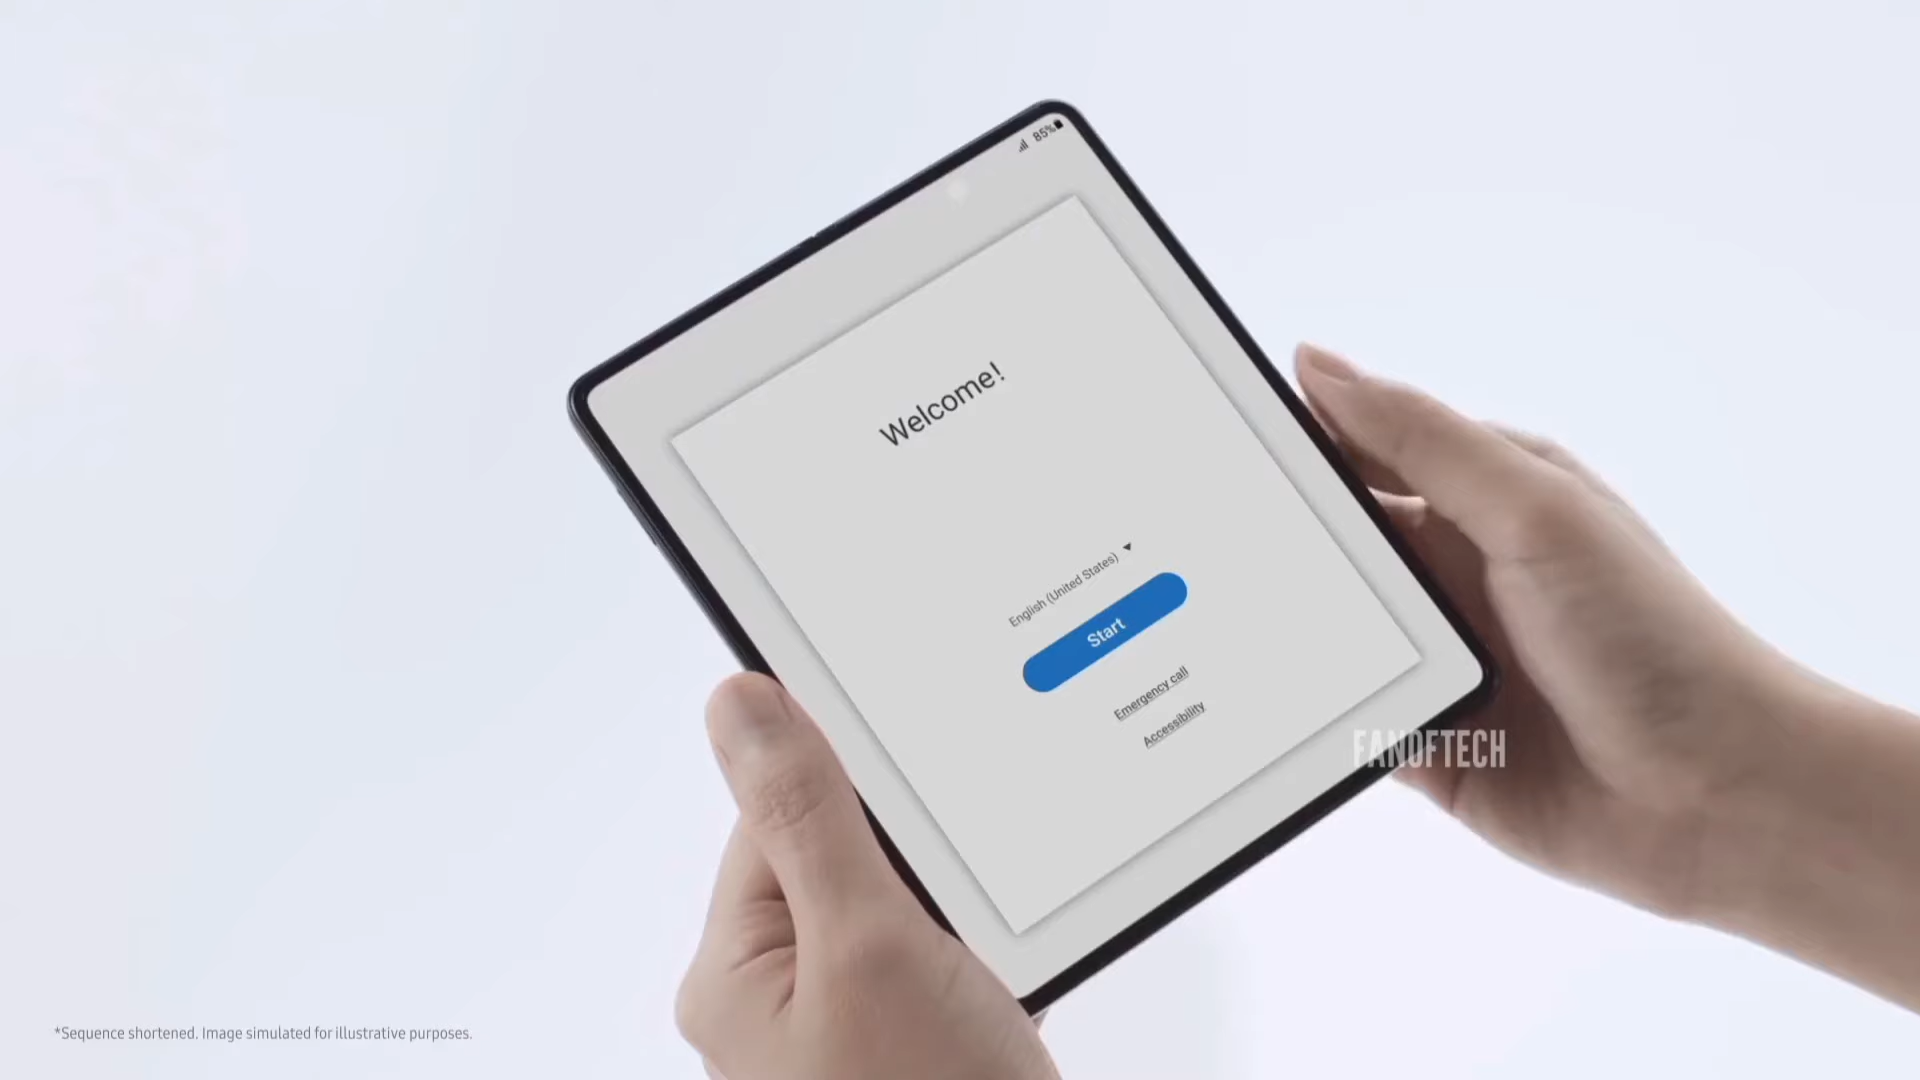 85%
Welcome!
English (United States)
Start
Emergency call
Accessibility
FANOFTECH
*Sequence shortened. Image simulated for illustrative purposes.